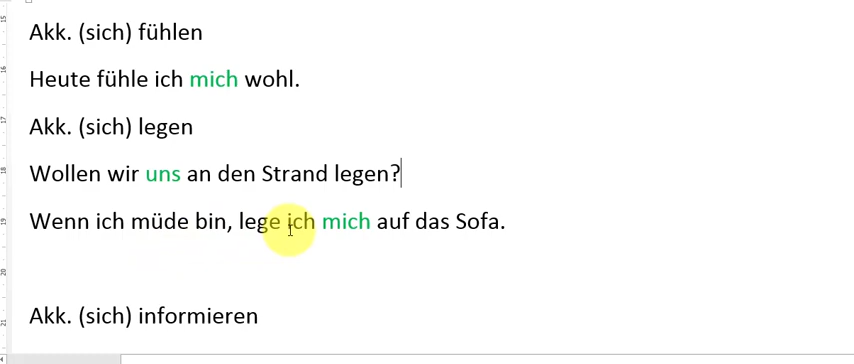 Akk. (sich) fühlen
Heute fühle ich mich wohl.
Akk. (sich) legen
Wollen wir uns an den Strand legen?
Wenn ich müde bin, lege ich mich auf das Sofa.
Akk. (sich) informieren